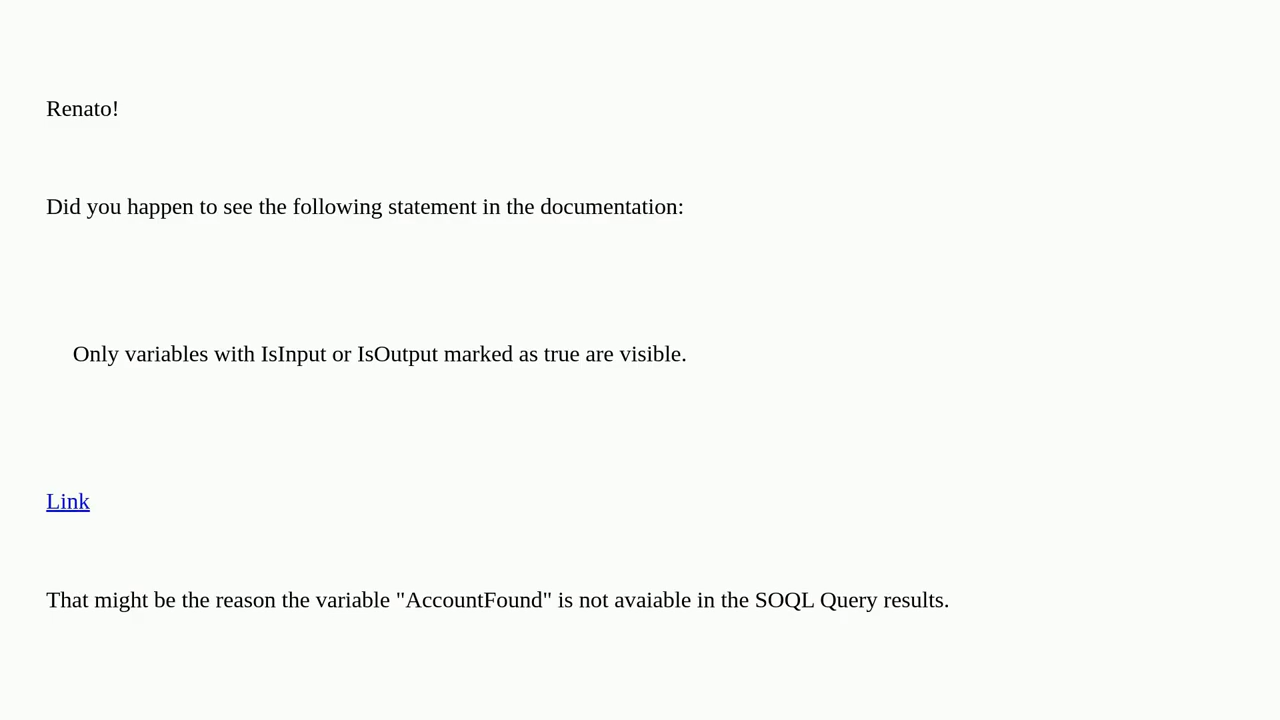 Renato!
Did you happen to see the following statement in the documentation:
Only variables with IsInput or IsOutput marked as true are visible.
Link
That might be the reason the variable "AccountFound" is not avaiable in the SOQL Query results.